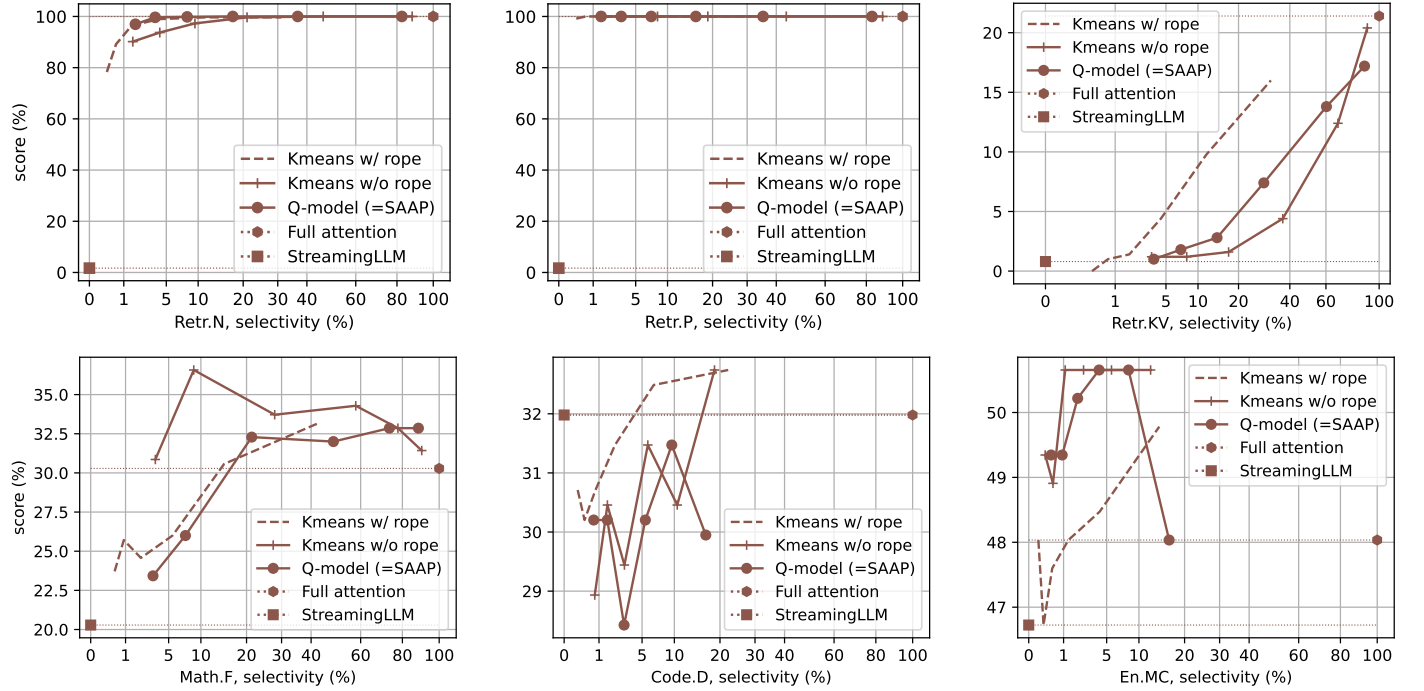 100
80
60
40
20
0
score (%)
Kmeans w/ rope
Kmeans w/o rope
Q-model (=SAAP)
Full attention
StreamingLLM
0 1 5 10 20 30 40 60 80 100
Retr.N, selectivity (%)
100
80
60
40
20
0
Kmeans w/ rope
Kmeans w/o rope
Q-model (=SAAP)
Full attention
StreamingLLM
0 1 5 10 20 30 40 60 80 100
Retr.P, selectivity (%)
20
15
10
5
0
Kmeans w/ rope
Kmeans w/o rope
Q-model (=SAAP)
Full attention
StreamingLLM
0 1 5 10 20 40 60 100
Retr.KV, selectivity (%)
35.0
32.5
30.0
27.5
25.0
22.5
20.0
score (%)
Kmeans w/ rope
Kmeans w/o rope
Q-model (=SAAP)
Full attention
StreamingLLM
0 1 5 10 20 30 40 60 80 100
Math.F, selectivity (%)
32
31
30
29
Kmeans w/ rope
Kmeans w/o rope
Q-model (=SAAP)
Full attention
StreamingLLM
0 1 5 10 20 30 40 60 80 100
Code.D, selectivity (%)
50
49
48
47
Kmeans w/ rope
Kmeans w/o rope
Q-model (=SAAP)
Full attention
StreamingLLM
0 1 5 10 20 30 40 60 80 100
En.MC, selectivity (%)